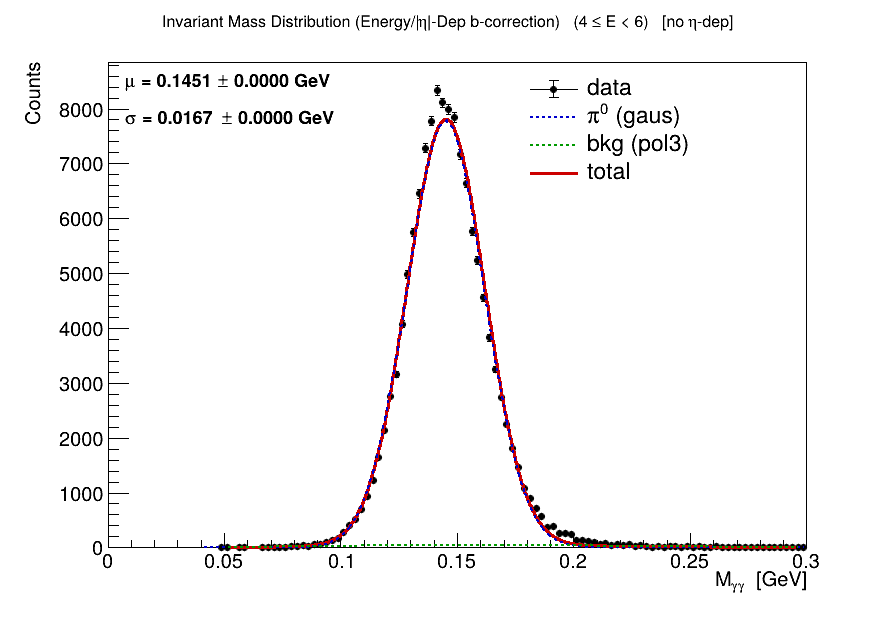 Invariant Mass Distribution (Energy/|η|-Dep b-correction) (4 ≤ E < 6) [no η-dep]
Counts
μ = 0.1451 ± 0.0000 GeV
σ = 0.0167 ± 0.0000 GeV
data
π⁰ (gaus)
bkg (pol3)
total
8000
7000
6000
5000
4000
3000
2000
1000
0
0 0.05 0.1 0.15 0.2 0.25 0.3
Mγγ [GeV]